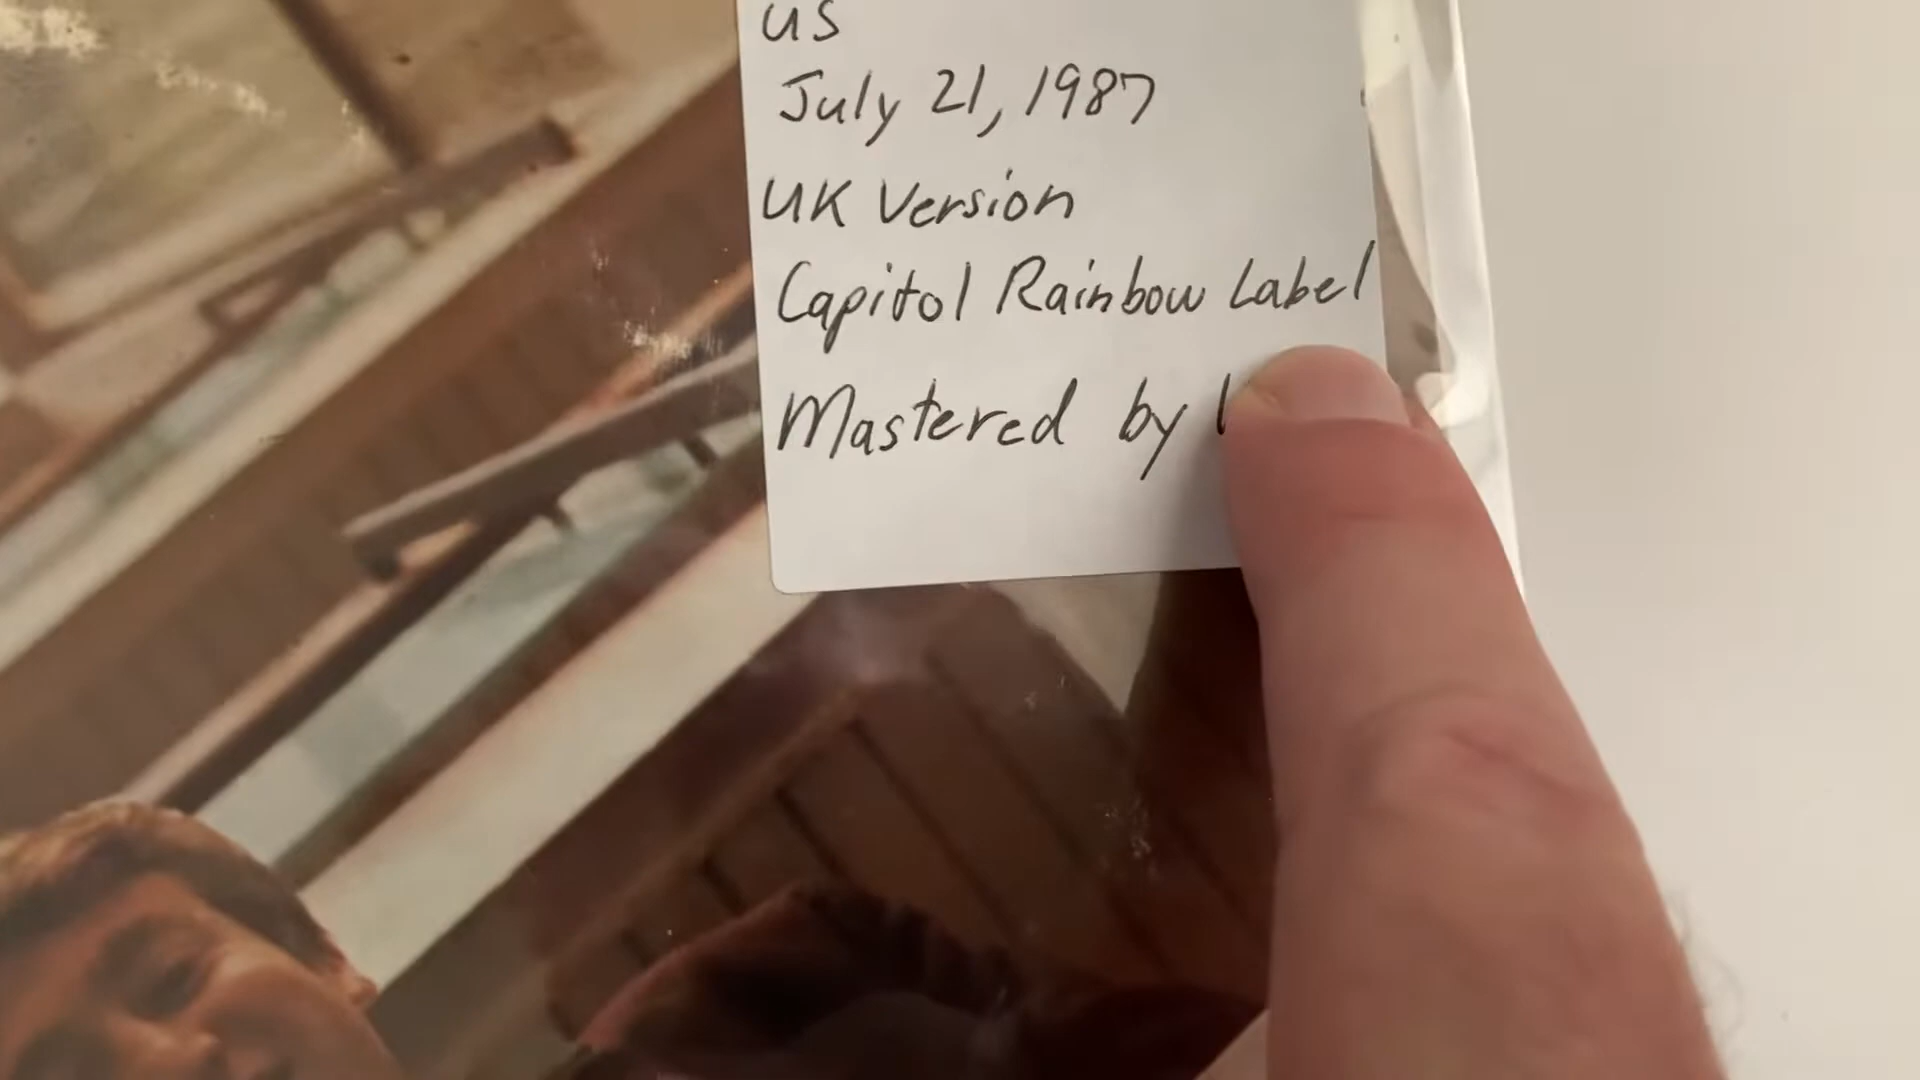 US
July 21, 1987
UK Version
Capitol Rainbow Label
Mastered by